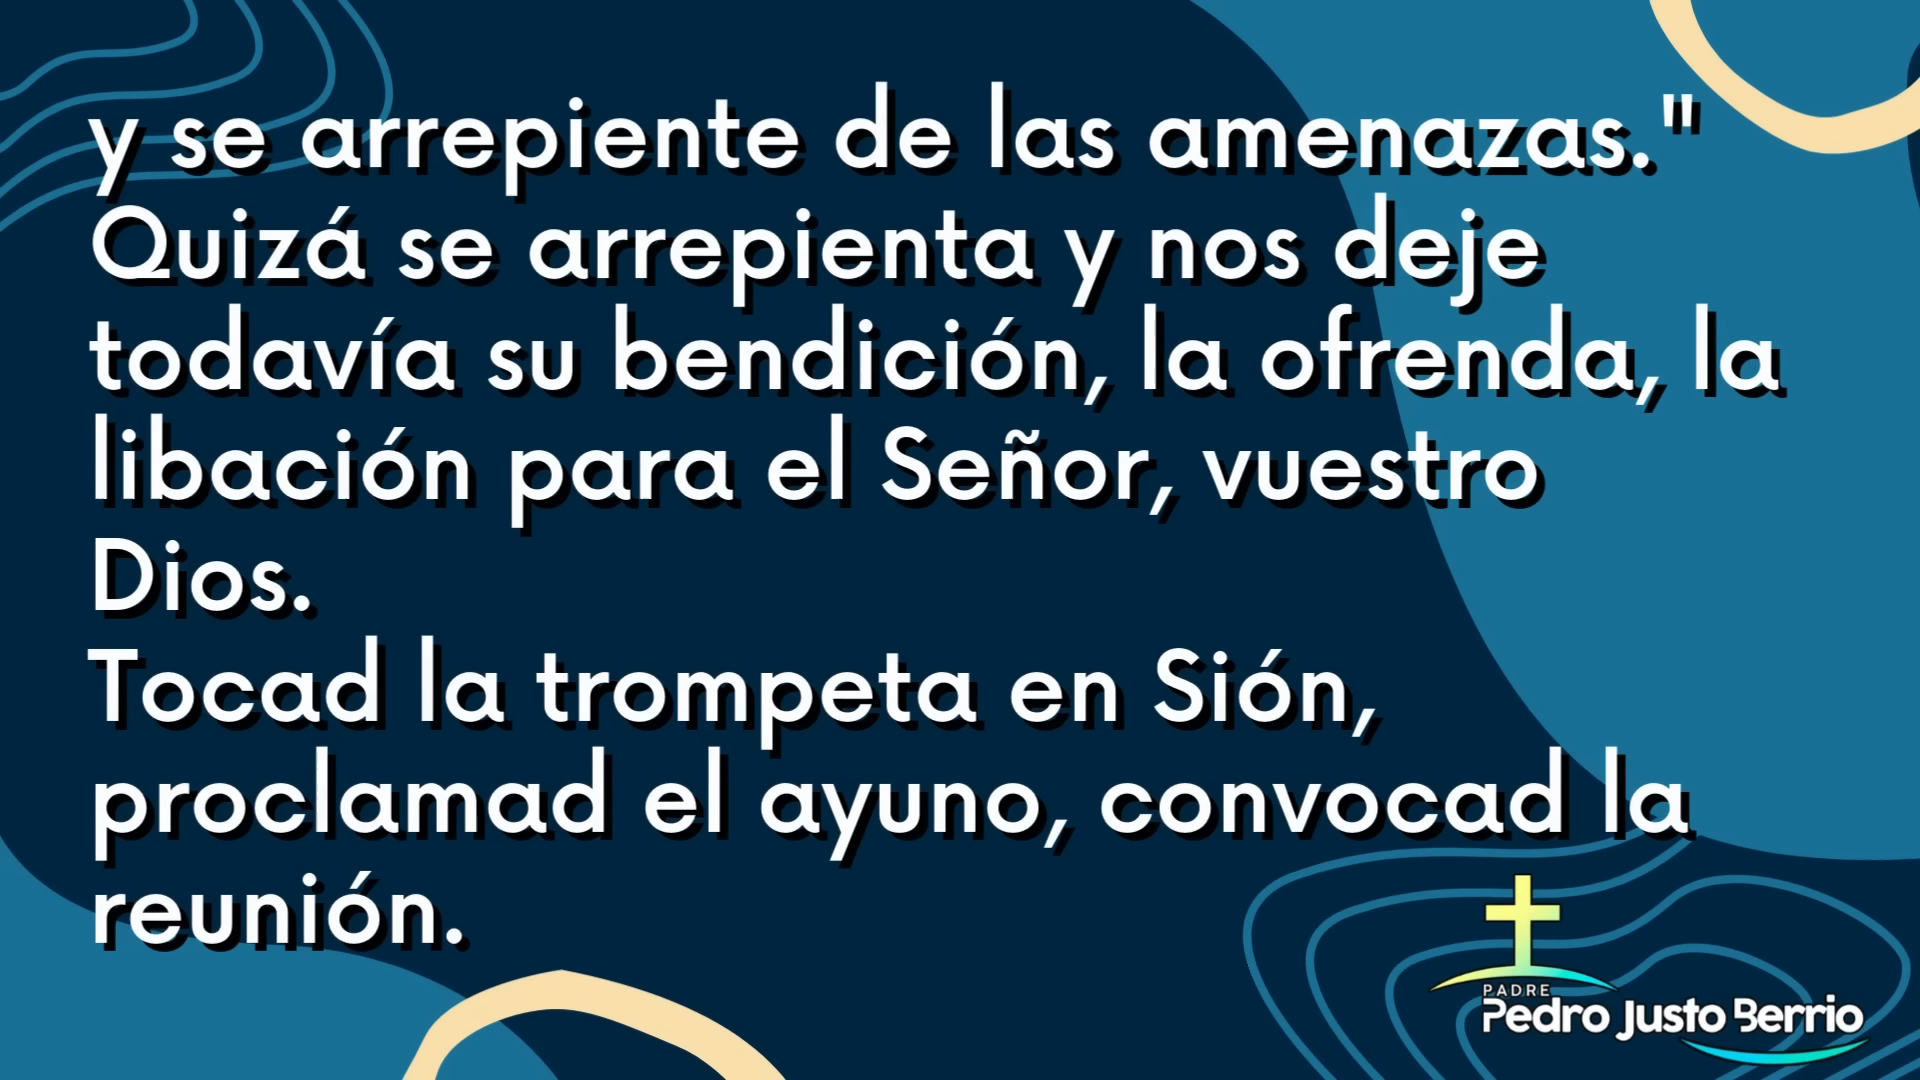 y se arrepiente de las amenazas."
Quizá se arrepienta y nos deje
todavía su bendición, la ofrenda, la
libación para el Señor, vuestro
Dios.
Tocad la trompeta en Sión,
proclamad el ayuno, convocad la
reunión.
PADRE
Pedro Justo Berrio